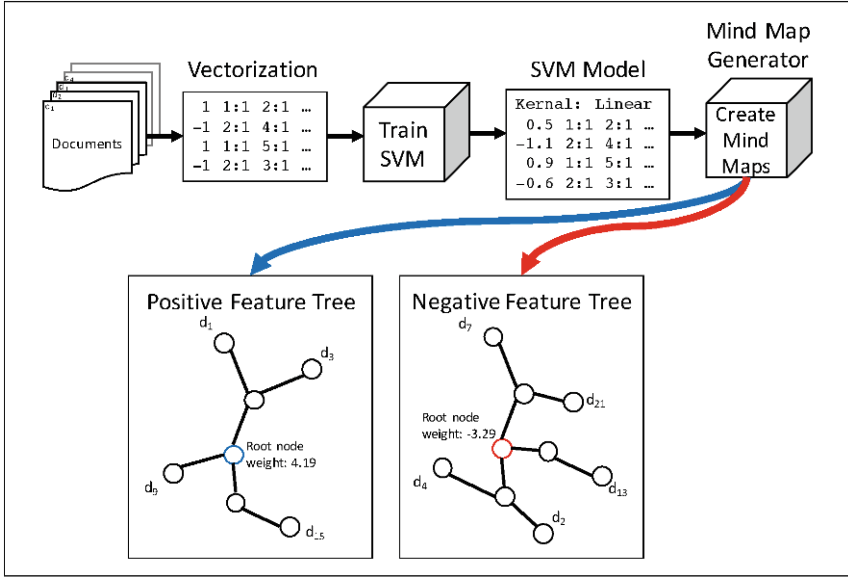 Mind Map
Generator
Vectorization
SVM Model
d₁
Documents
1 1:1 2:1 …
-1 2:1 4:1 …
1 1:1 5:1 …
-1 2:1 3:1 …
Train
SVM
Kernal: Linear
0.5 1:1 2:1 …
-1.1 2:1 4:1 …
0.9 1:1 5:1 …
-0.6 2:1 3:1 …
Create
Mind
Maps
Positive Feature Tree
d₁
d₃
Root node
weight: 4.19
d₉
d₁₅
Negative Feature Tree
d₇
d₂₁
Root node
weight: -3.29
d₄
d₁₃
d₂